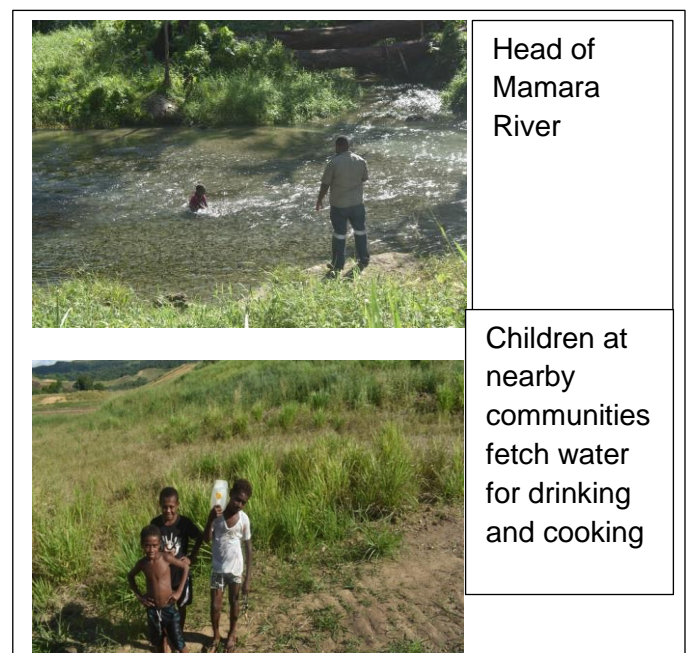 Head of
Mamara
River
Children at
nearby
communities
fetch water
for drinking
and cooking